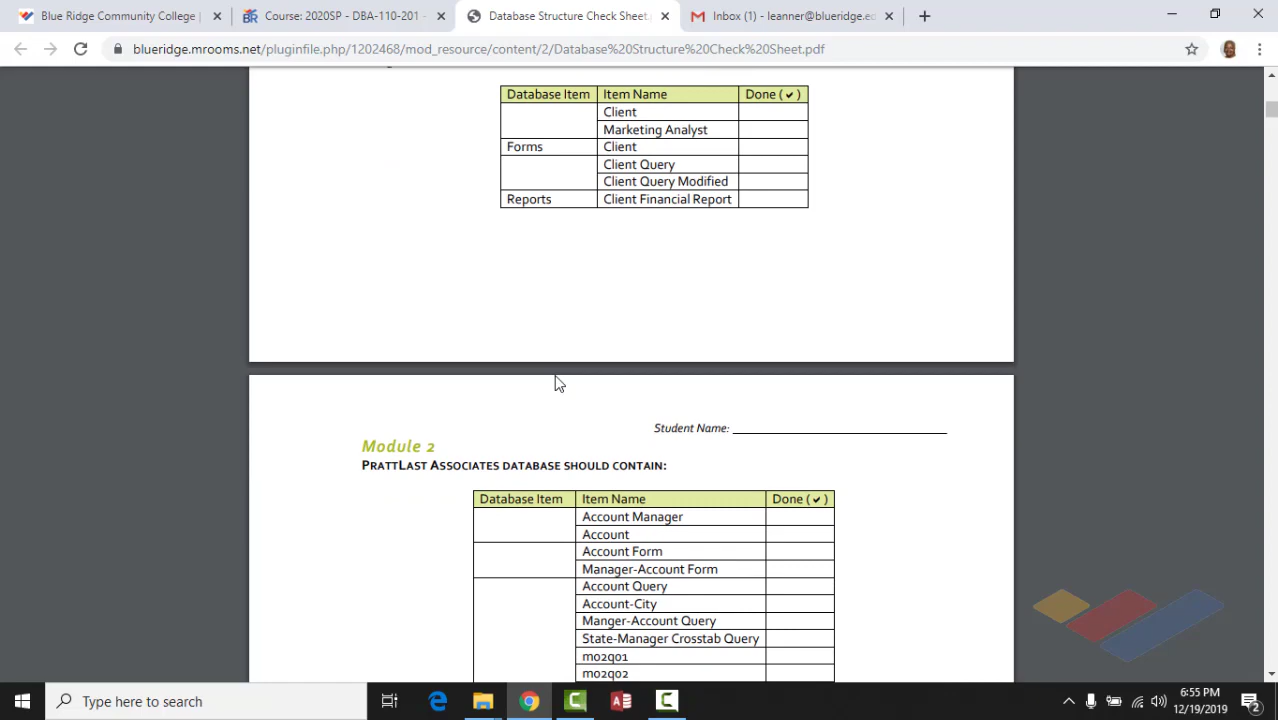 Blue Ridge Community College |
Course: 2020SP - DBA-110-201 -
Database Structure Check Sheet.p
Inbox (1) - leanner@blueridge.ed
blueridge.mrooms.net/pluginfile.php/1202468/mod_resource/content/2/Database%20Structure%20Check%20Sheet.pdf
Database Item Item Name Done (✓)
Client
Marketing Analyst
Forms Client
Client Query
Client Query Modified
Reports Client Financial Report
Student Name:
Module 2
PRATTLAST ASSOCIATES DATABASE SHOULD CONTAIN:
Database Item Item Name Done (✓)
Account Manager
Account
Account Form
Manager-Account Form
Account Query
Account-City
Manger-Account Query
State-Manager Crosstab Query
m02q01
m02q02
Type here to search
6:55 PM
12/19/2019
2